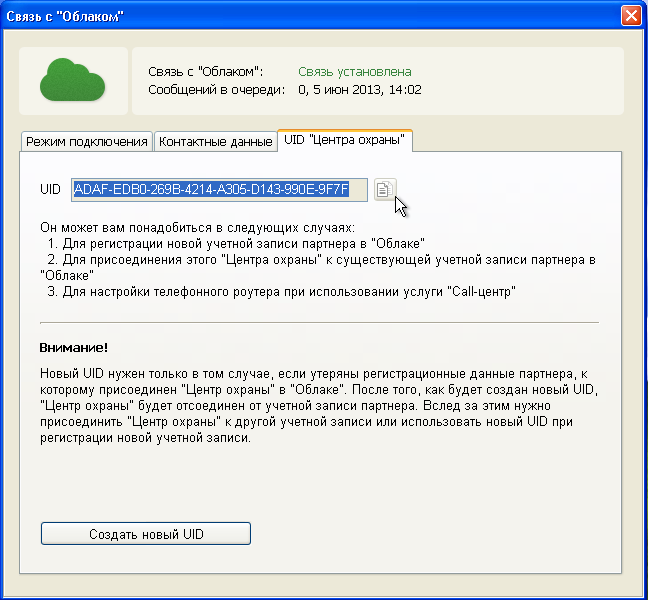 Связь с "Облаком"
Связь с "Облаком": Связь установлена
Сообщений в очереди: 0, 5 июн 2013, 14:02
Режим подключения Контактные данные UID "Центра охраны"
UID ADAF-EDB0-269B-4214-A305-D143-990E-9F7F
Он может вам понадобиться в следующих случаях:
1. Для регистрации новой учетной записи партнера в "Облаке"
2. Для присоединения этого "Центра охраны" к существующей учетной записи партнера в
"Облаке"
3. Для настройки телефонного роутера при использовании услуги "Call-центр"
Внимание!
Новый UID нужен только в том случае, если утеряны регистрационные данные партнера, к
которому присоединен "Центр охраны" в "Облаке". После того, как будет создан новый UID,
"Центр охраны" будет отсоединен от учетной записи партнера. Вслед за этим нужно
присоединить "Центр охраны" к другой учетной записи или использовать новый UID при
регистрации новой учетной записи.
Создать новый UID